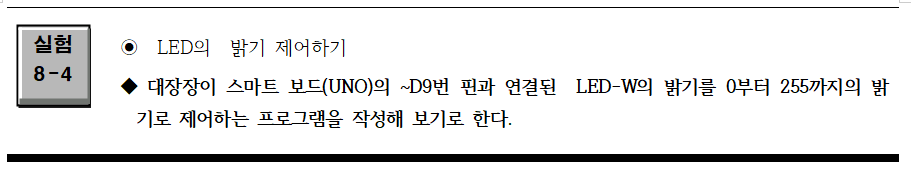 실험
8-4
◉ LED의 밝기 제어하기
◆ 대장장이 스마트 보드(UNO)의 ~D9번 핀과 연결된 LED-W의 밝기를 0부터 255까지의 밝
기로 제어하는 프로그램을 작성해 보기로 한다.